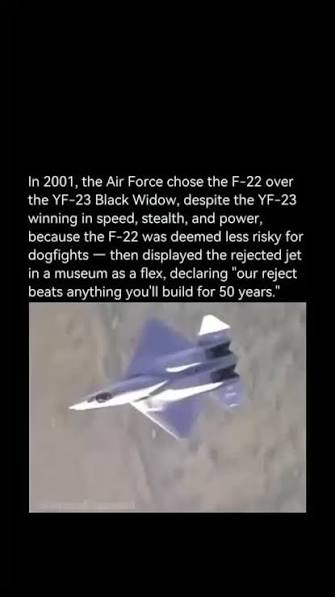 In 2001, the Air Force chose the F-22 over
the YF-23 Black Widow, despite the YF-23
winning in speed, stealth, and power,
because the F-22 was deemed less risky for
dogfights — then displayed the rejected jet
in a museum as a flex, declaring "our reject
beats anything you'll build for 50 years."